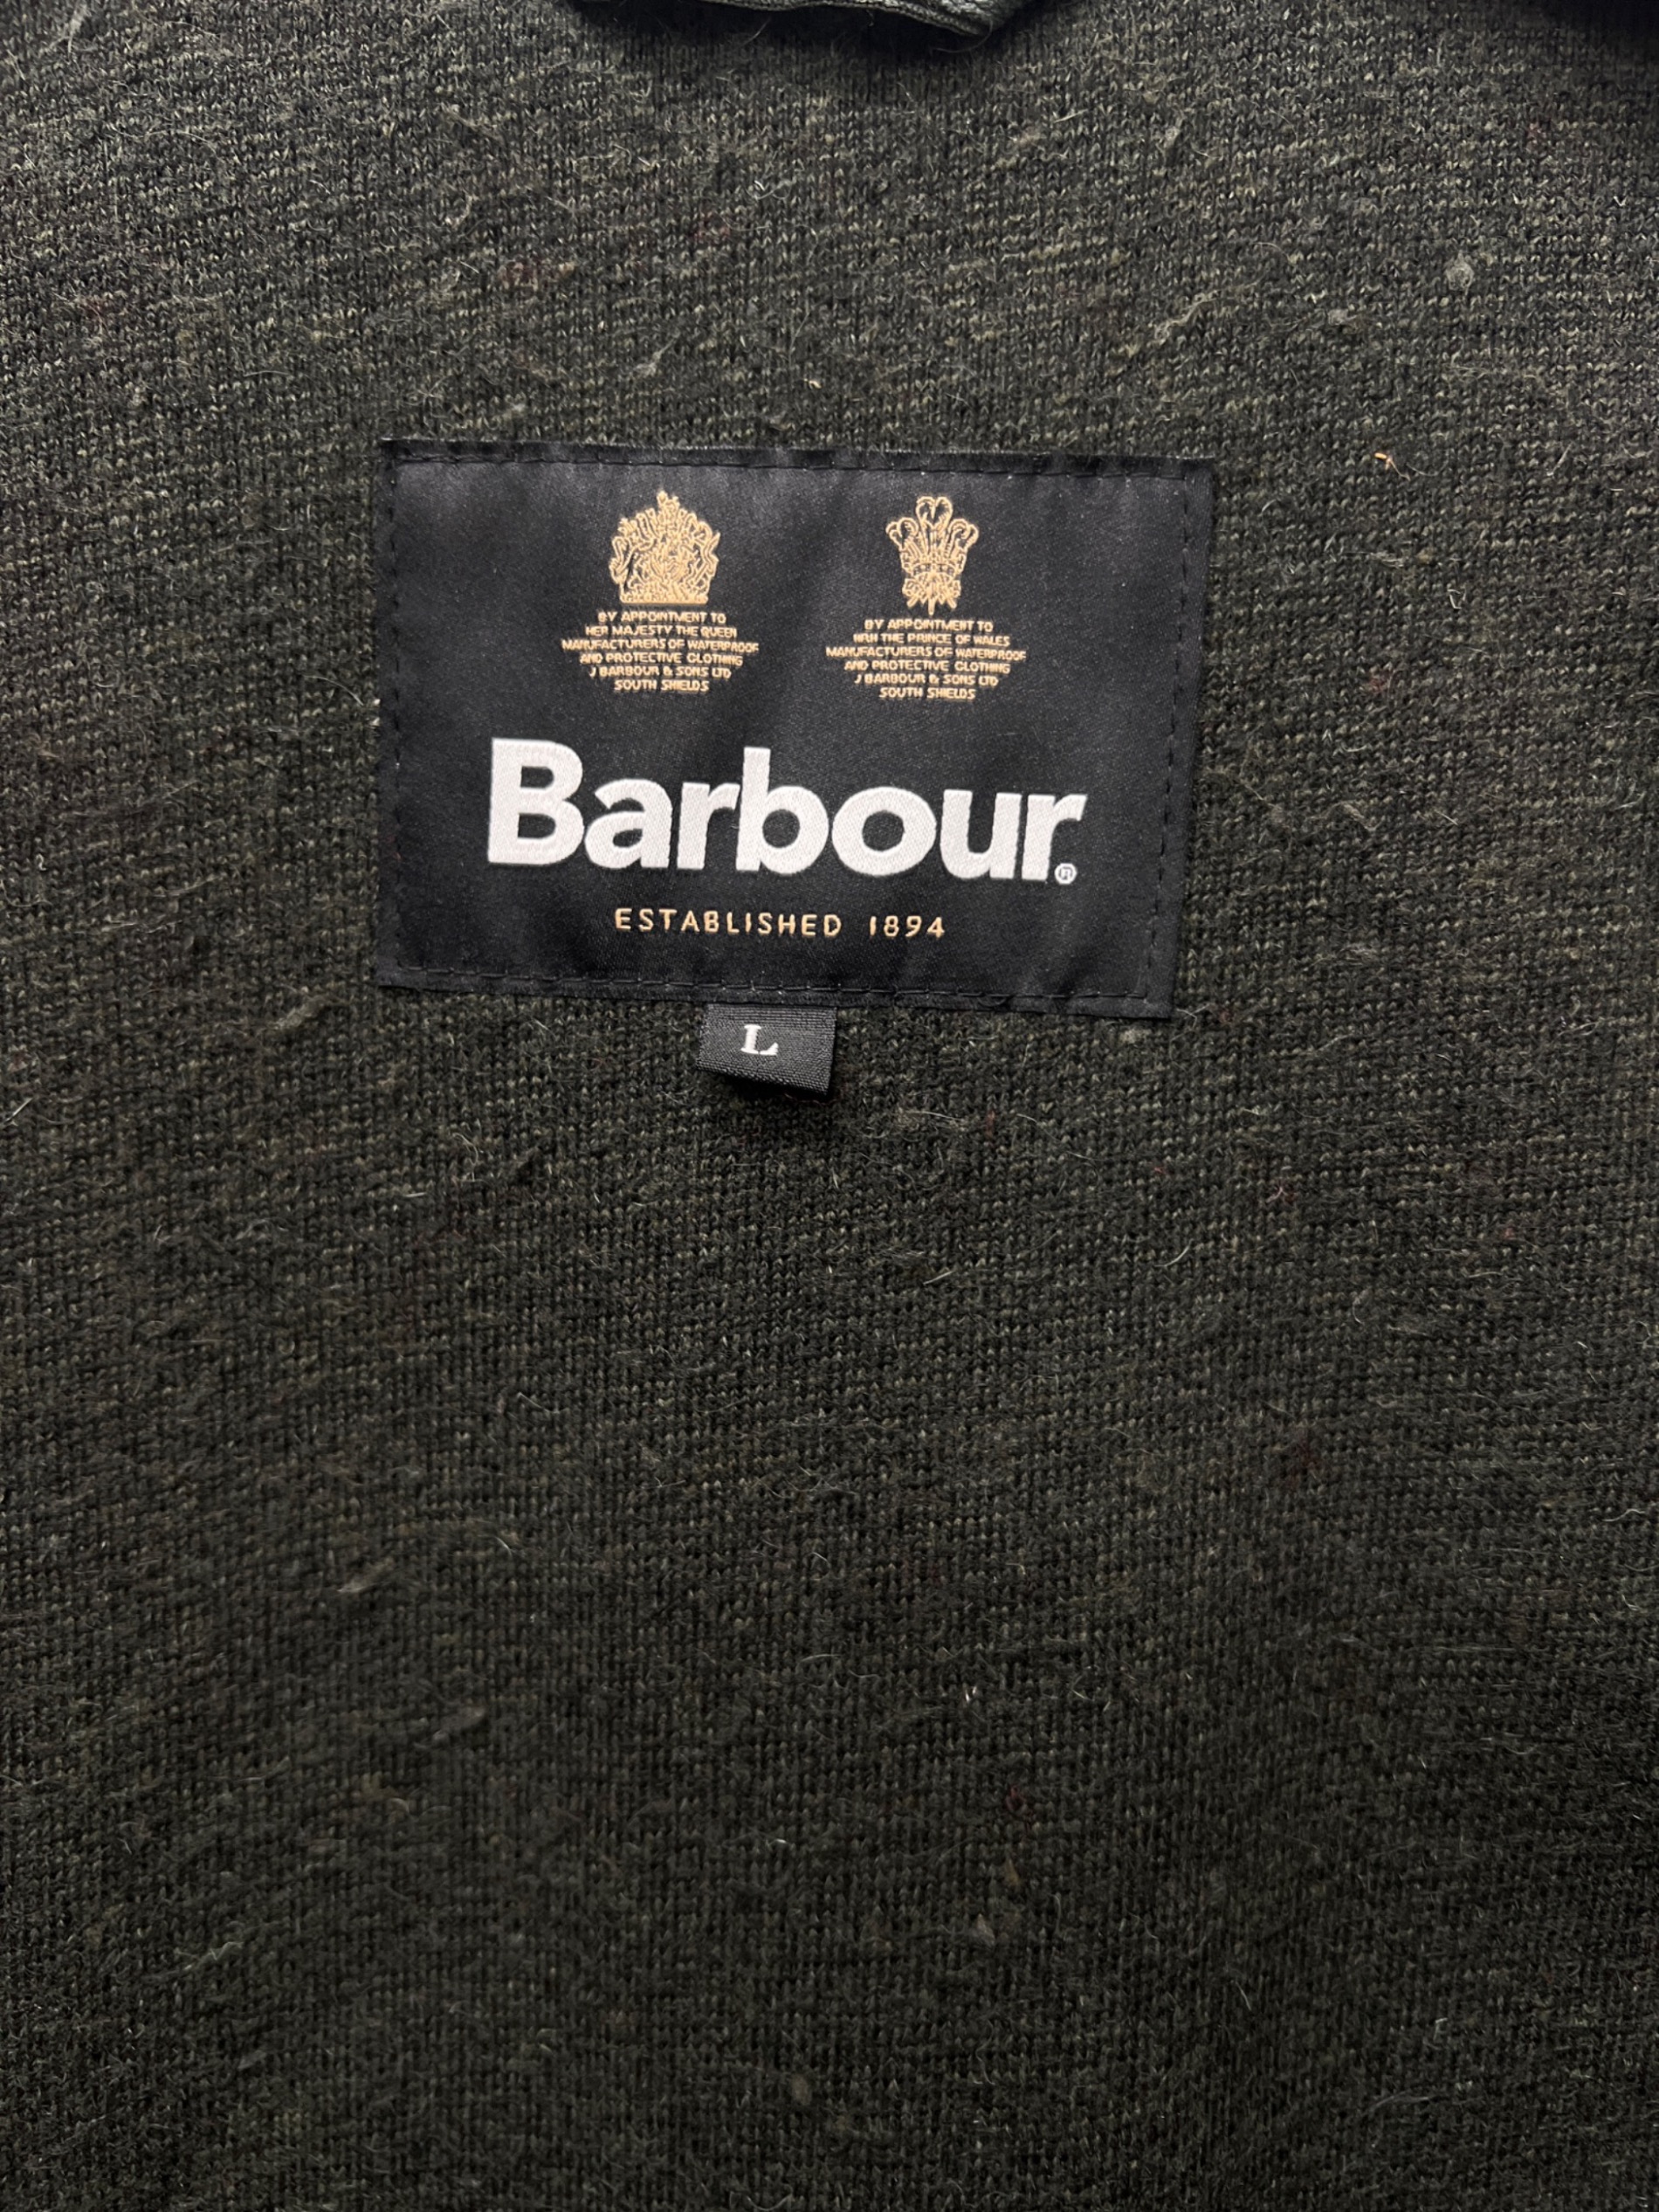 BY APPOINTMENT TO
HER MAJESTY THE QUEEN
MANUFACTURERS OF WATERPROOF
AND PROTECTIVE CLOTHING
J BARBOUR & SONS LTD
SOUTH SHIELDS
BY APPOINTMENT TO
HRH THE PRINCE OF WALES
MANUFACTURERS OF WATERPROOF
AND PROTECTIVE CLOTHING
J BARBOUR & SONS LTD
SOUTH SHIELDS
Barbour®
ESTABLISHED 1894
L